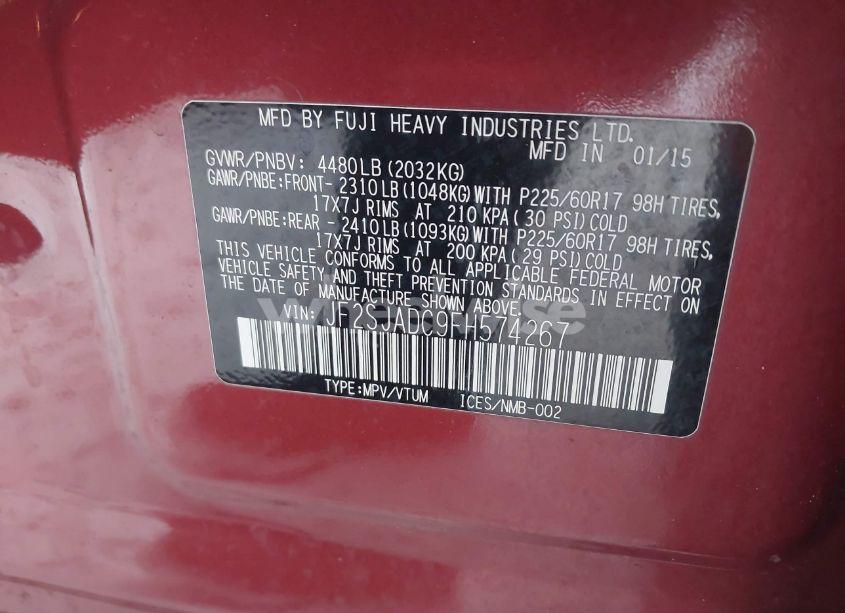 MFD BY FUJI HEAVY INDUSTRIES LTD.
MFD IN 01/15
GVWR/PNBV: 4480LB(2032KG)
GAWR/PNBE:FRONT- 2310LB(1048KG)WITH P225/60R17 98H TIRES,
17X7J RIMS AT 210 KPA(30 PSI)COLD
GAWR/PNBE:REAR - 2410LB(1093KG)WITH P225/60R17 98H TIRES,
17X7J RIMS AT 200 KPA(29 PSI)COLD
THIS VEHICLE CONFORMS TO ALL APPLICABLE FEDERAL MOTOR
VEHICLE SAFETY AND THEFT PREVENTION STANDARDS IN EFFECT ON
THE DATE OF MANUFACTURE SHOWN ABOVE.
VIN: JF2SJADC9FH574267
TYPE:MPV/VTUM ICES/NMB-002